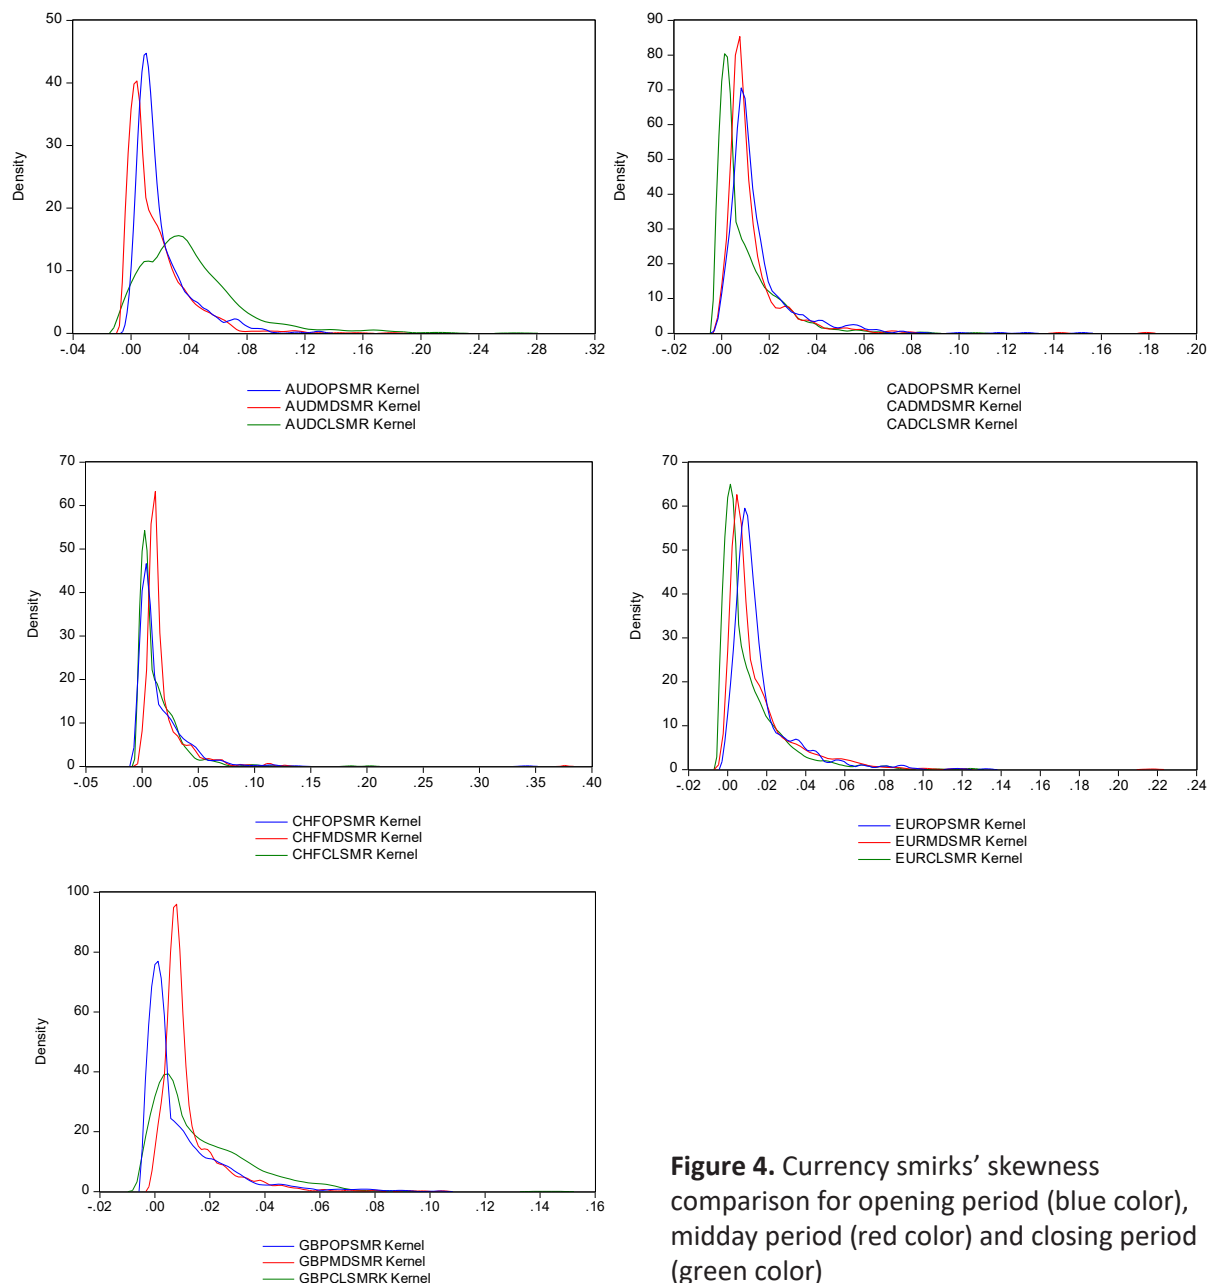 50
40
30
20
10
0
Density
-.04 .00 .04 .08 .12 .16 .20 .24 .28 .32
AUDOPSMR Kernel
AUDMDSMR Kernel
AUDCLSMR Kernel
90
80
70
60
50
40
30
20
10
0
Density
-.02 .00 .02 .04 .06 .08 .10 .12 .14 .16 .18 .20
CADOPSMR Kernel
CADMDSMR Kernel
CADCLSMR Kernel
70
60
50
40
30
20
10
0
Density
-.05 .00 .05 .10 .15 .20 .25 .30 .35 .40
CHFOPSMR Kernel
CHFMDSMR Kernel
CHFCLSMR Kernel
70
60
50
40
30
20
10
0
Density
-.02 .00 .02 .04 .06 .08 .10 .12 .14 .16 .18 .20 .22 .24
EUROPSMR Kernel
EURMDSMR Kernel
EURCLSMR Kernel
100
80
60
40
20
0
Density
-.02 .00 .02 .04 .06 .08 .10 .12 .14 .16
GBPOPSMR Kernel
GBPMDSMR Kernel
GBPCLSMRK Kernel
Figure 4. Currency smirks’ skewness
comparison for opening period (blue color),
midday period (red color) and closing period
(green color)